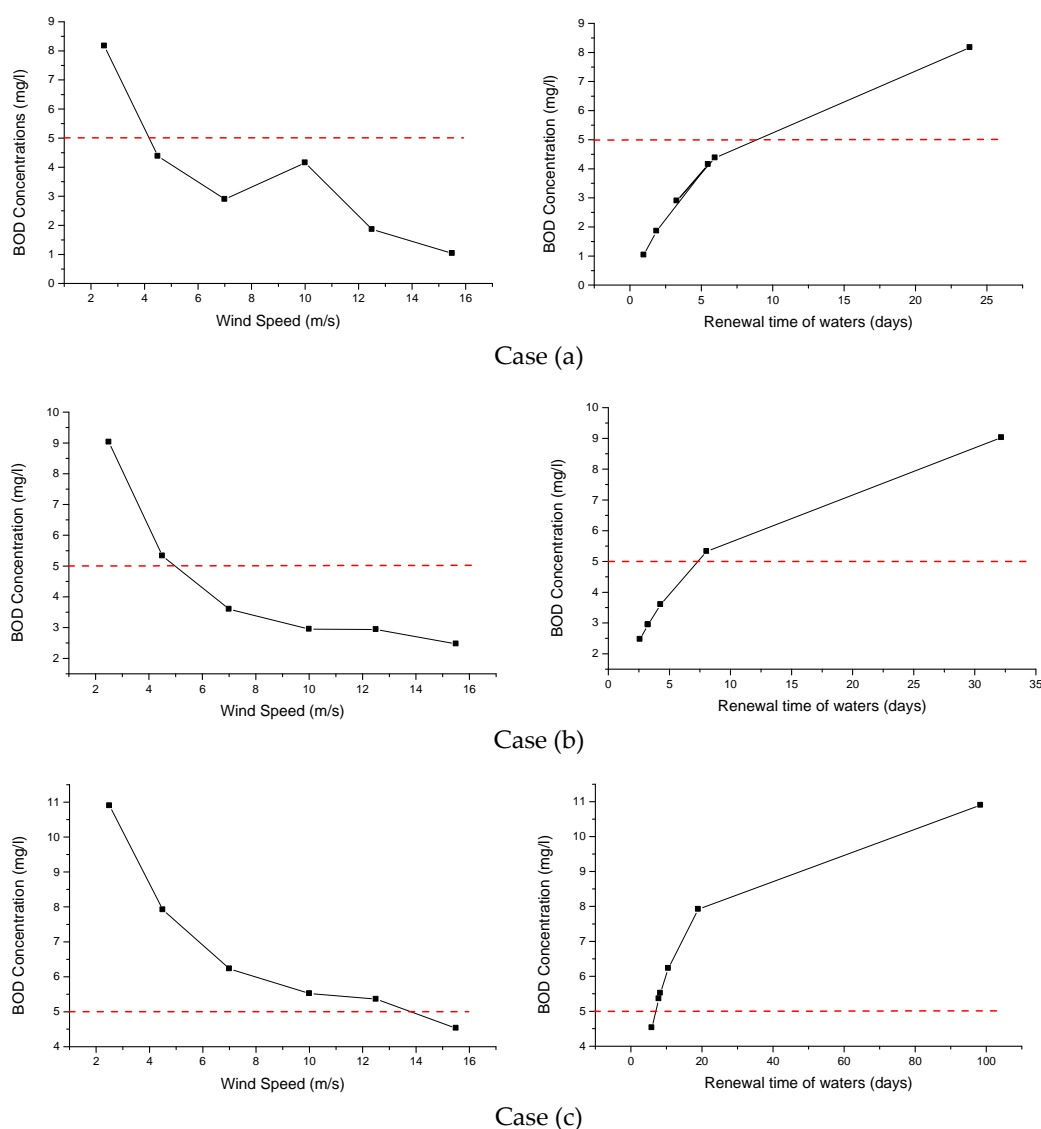 9
8
7
6
5
4
3
2
1
0
BOD Concentrations (mg/l)
2 4 6 8 10 12 14 16
Wind Speed (m/s)
9
8
7
6
5
4
3
2
1
0
BOD Concentration (mg/l)
0 5 10 15 20 25
Renewal time of waters (days)
Case (a)
10
9
8
7
6
5
4
3
2
BOD Concentration (mg/l)
2 4 6 8 10 12 14 16
Wind Speed (m/s)
10
9
8
7
6
5
4
3
2
BOD Concentration (mg/l)
0 5 10 15 20 25 30 35
Renewal time of waters (days)
Case (b)
11
10
9
8
7
6
5
4
BOD Concentration (mg/l)
2 4 6 8 10 12 14 16
Wind Speed (m/s)
11
10
9
8
7
6
5
4
BOD Concentration (mg/l)
0 20 40 60 80 100
Renewal time of waters (days)
Case (c)